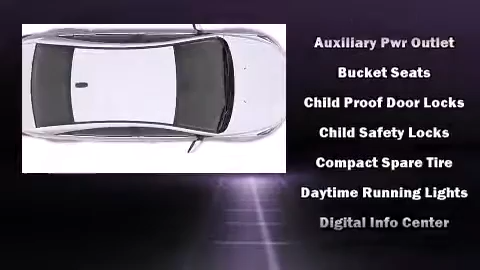 Auxiliary Pwr Outlet
Bucket Seats
Child Proof Door Locks
Child Safety Locks
Compact Spare Tire
Daytime Running Lights
Digital Info Center